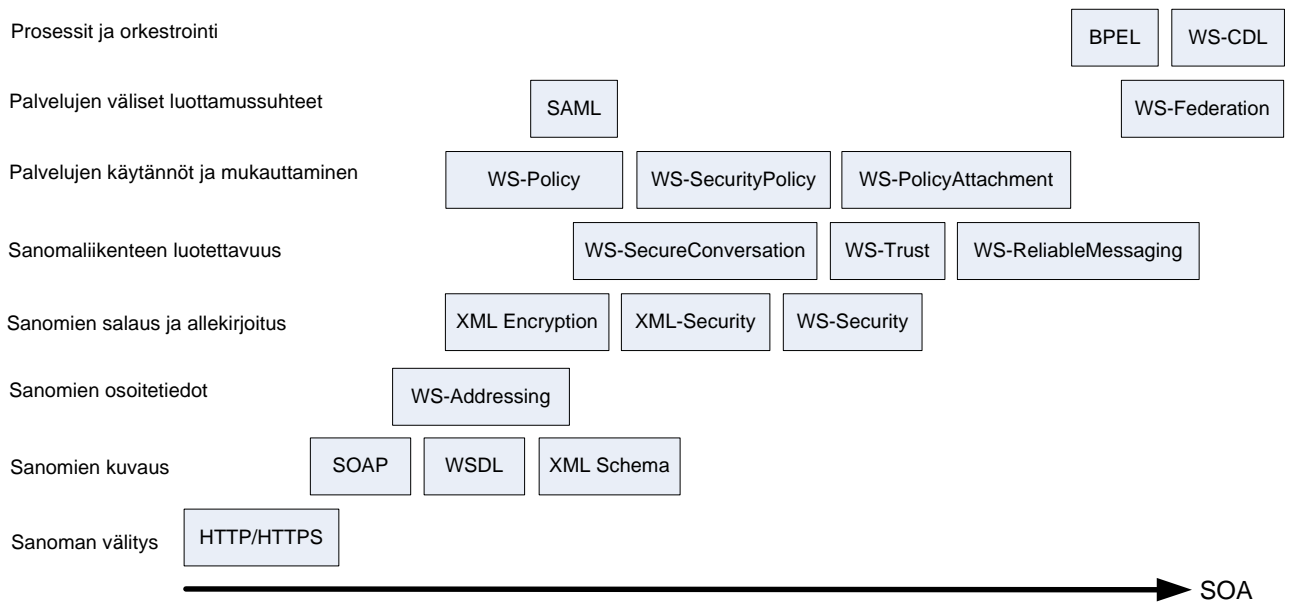 Prosessit ja orkestrointi BPEL WS-CDL
Palvelujen väliset luottamussuhteet SAML WS-Federation
Palvelujen käytännöt ja mukauttaminen WS-Policy WS-SecurityPolicy WS-PolicyAttachment
Sanomaliikenteen luotettavuus WS-SecureConversation WS-Trust WS-ReliableMessaging
Sanomien salaus ja allekirjoitus XML Encryption XML-Security WS-Security
Sanomien osoitetiedot WS-Addressing
Sanomien kuvaus SOAP WSDL XML Schema
Sanoman välitys HTTP/HTTPS
SOA